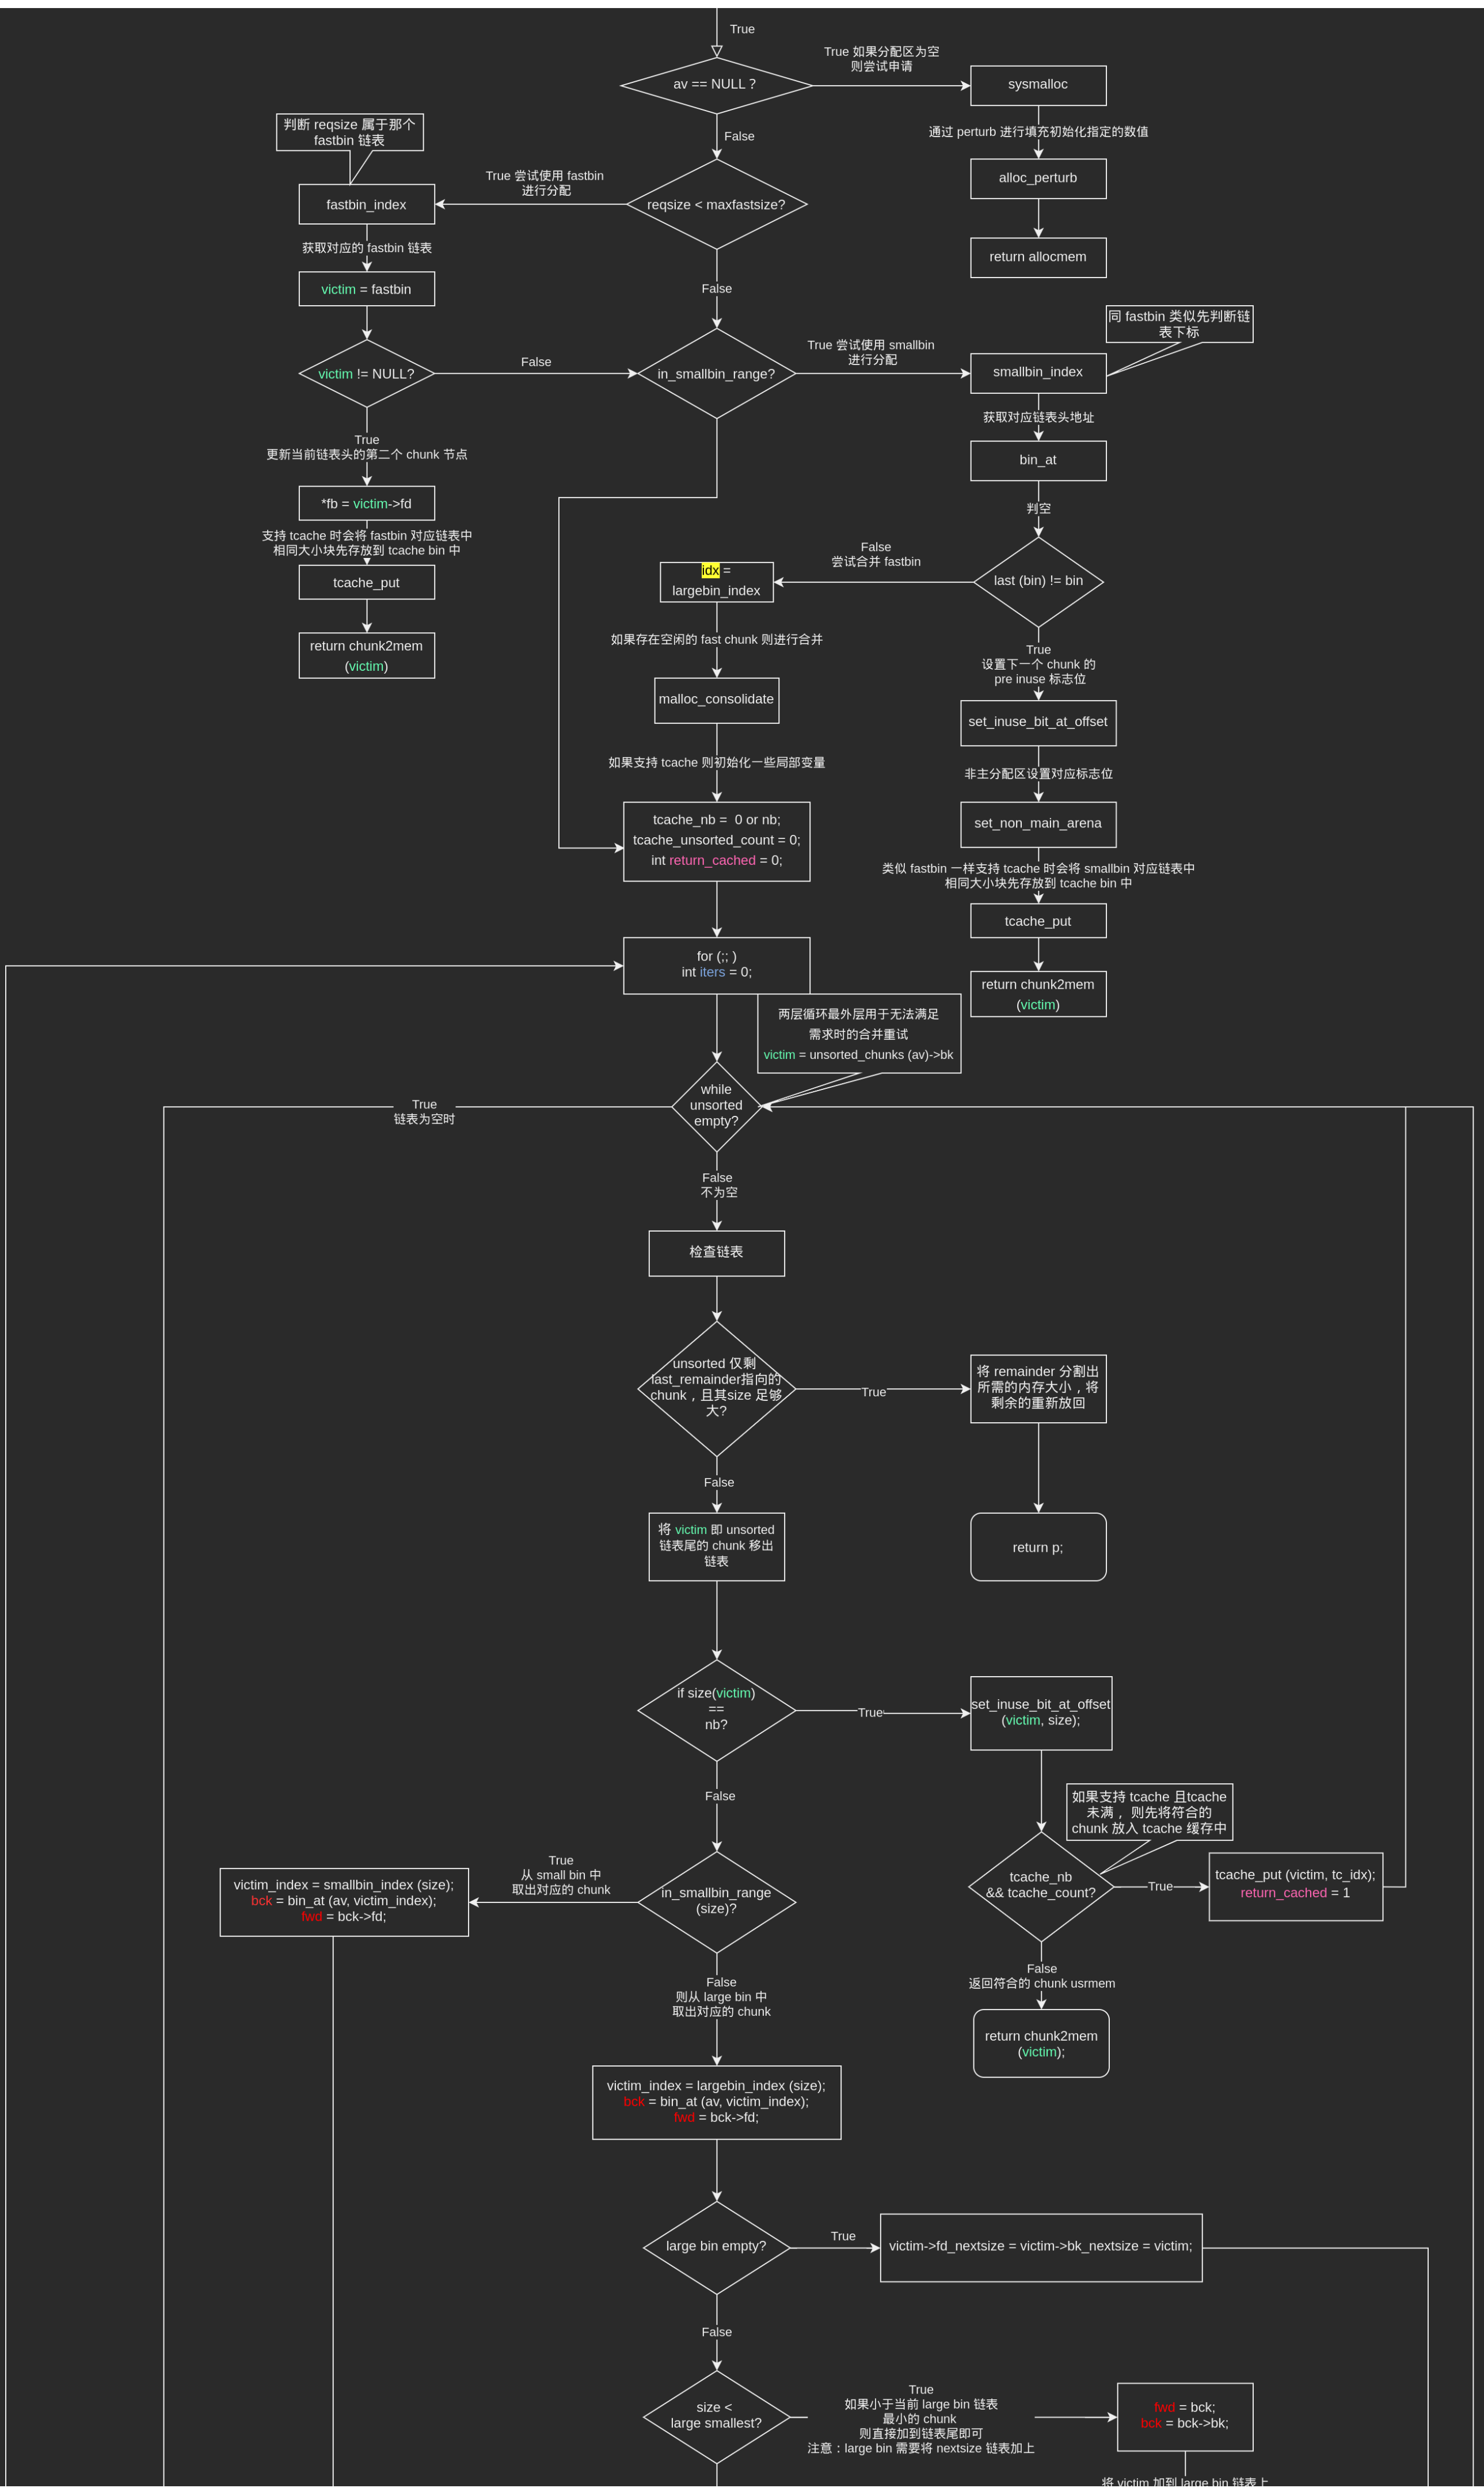 True
av == NULL ?
True 如果分配区为空
则尝试申请
sysmalloc
False
通过 perturb 进行填充初始化指定的数值
判断 reqsize 属于那个
fastbin 链表
alloc_perturb
True 尝试使用 fastbin
进行分配
reqsize < maxfastsize?
fastbin_index
获取对应的 fastbin 链表
return allocmem
victim = fastbin
False
同 fastbin 类似先判断链
表下标
True 尝试使用 smallbin
进行分配
False
victim != NULL?
in_smallbin_range?
smallbin_index
获取对应链表头地址
True
更新当前链表头的第二个 chunk 节点
bin_at
*fb = victim->fd
判空
支持 tcache 时会将 fastbin 对应链表中
相同大小块先存放到 tcache bin 中
False
尝试合并 fastbin
tcache_put
idx =
largebin_index
last (bin) != bin
return chunk2mem
(victim)
如果存在空闲的 fast chunk 则进行合并
True
设置下一个 chunk 的
pre inuse 标志位
malloc_consolidate
set_inuse_bit_at_offset
如果支持 tcache 则初始化一些局部变量
非主分配区设置对应标志位
tcache_nb = 0 or nb;
tcache_unsorted_count = 0;
int return_cached = 0;
set_non_main_arena
类似 fastbin 一样支持 tcache 时会将 smallbin 对应链表中
相同大小块先存放到 tcache bin 中
tcache_put
for (;; )
int iters = 0;
return chunk2mem
(victim)
两层循环最外层用于无法满足
需求时的合并重试
victim = unsorted_chunks (av)->bk
while
unsorted
empty?
True
链表为空时
False
不为空
检查链表
unsorted 仅剩
last_remainder指向的
chunk，且其size 足够
大?
True
将 remainder 分割出
所需的内存大小，将
剩余的重新放回
False
将 victim 即 unsorted
链表尾的 chunk 移出
链表
return p;
if size(victim)
==
nb?
True
set_inuse_bit_at_offset
(victim, size);
False
如果支持 tcache 且tcache
未满， 则先将符合的
chunk 放入 tcache 缓存中
True
从 small bin 中
取出对应的 chunk
victim_index = smallbin_index (size);
bck = bin_at (av, victim_index);
fwd = bck->fd;
in_smallbin_range
(size)?
tcache_nb
&& tcache_count?
True
tcache_put (victim, tc_idx);
return_cached = 1
False
则从 large bin 中
取出对应的 chunk
False
返回符合的 chunk usrmem
return chunk2mem
(victim);
victim_index = largebin_index (size);
bck = bin_at (av, victim_index);
fwd = bck->fd;
large bin empty?
True
victim->fd_nextsize = victim->bk_nextsize = victim;
False
size <
large smallest?
True
如果小于当前 large bin 链表
最小的 chunk
则直接加到链表尾即可
注意：large bin 需要将 nextsize 链表加上
fwd = bck;
bck = bck->bk;
将 victim 加到 large bin 链表上